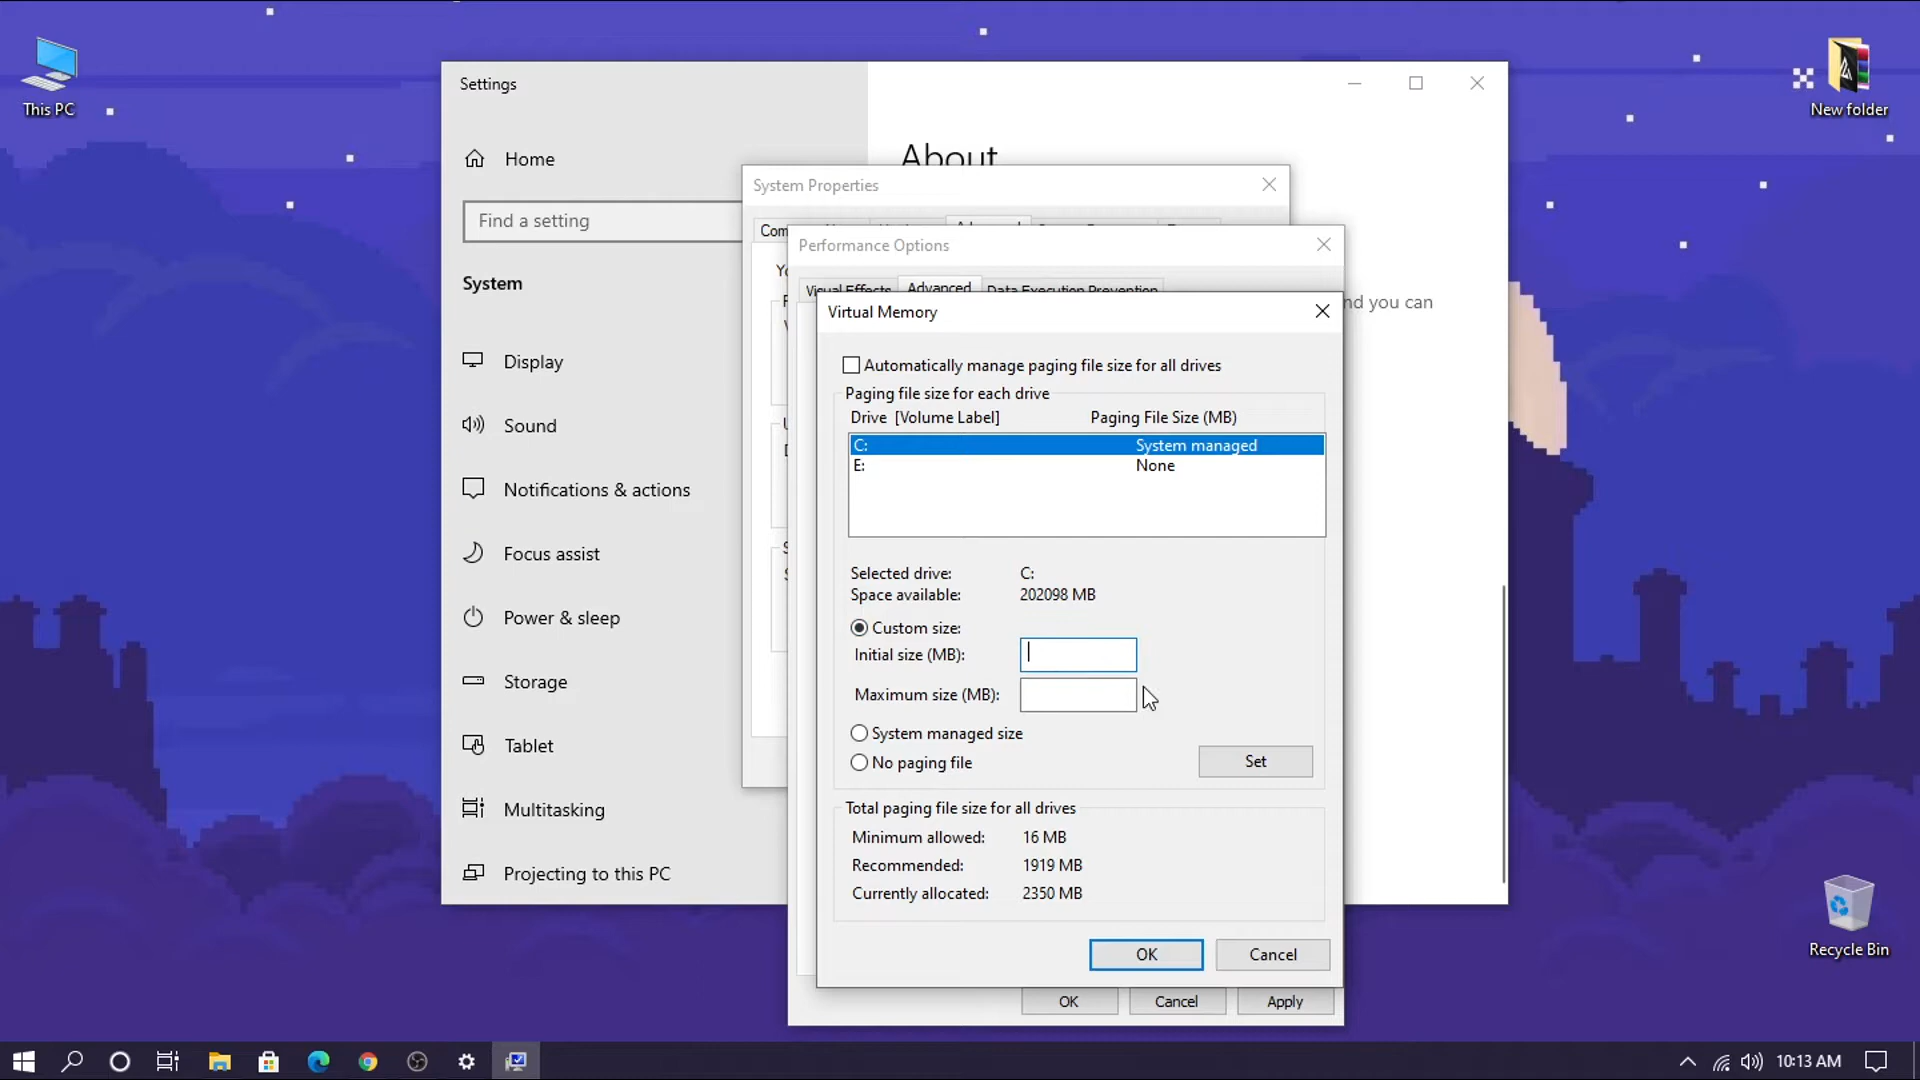 This PC
New folder
Settings
About
Home
System Properties
Find a setting
Performance Options
System
Advanced
Data Execution Prevention
Virtual Memory
nd you can
Display
Automatically manage paging file size for all drives
Paging file size for each drive
Drive [Volume Label] Paging File Size (MB)
C: System managed
E: None
Sound
Notifications & actions
Focus assist
Selected drive: C:
Space available: 202098 MB
Power & sleep
Custom size:
Initial size (MB):
Storage
Maximum size (MB):
System managed size
Tablet
No paging file
Set
Multitasking
Total paging file size for all drives
Minimum allowed: 16 MB
Recommended: 1919 MB
Projecting to this PC
Currently allocated: 2350 MB
Recycle Bin
OK Cancel
OK Cancel Apply
10:13 AM